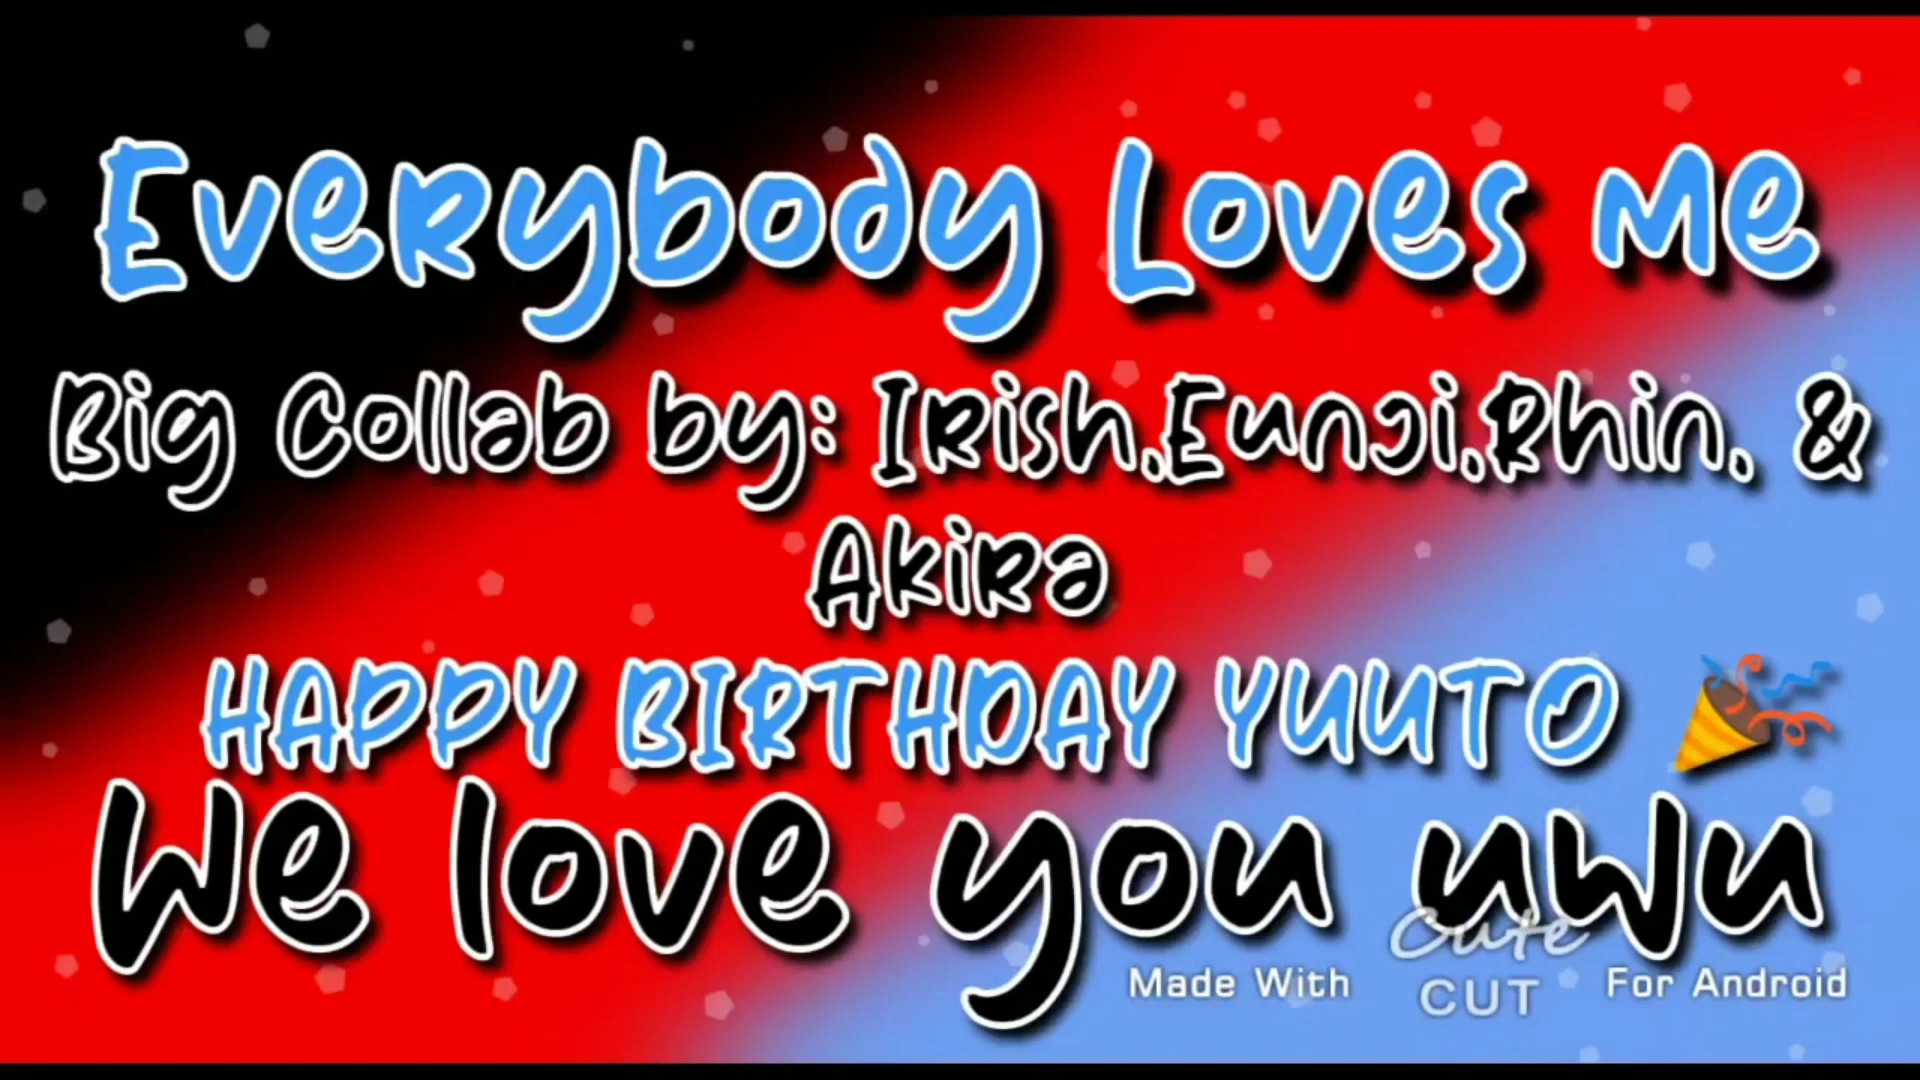 Everybody Loves Me
Big Collab by: Irish,Eunji,Rhin, &
Akira
HAPPY BIRTHDAY YUUTO 🎉
We love you uwu
Made With Cute CUT For Android